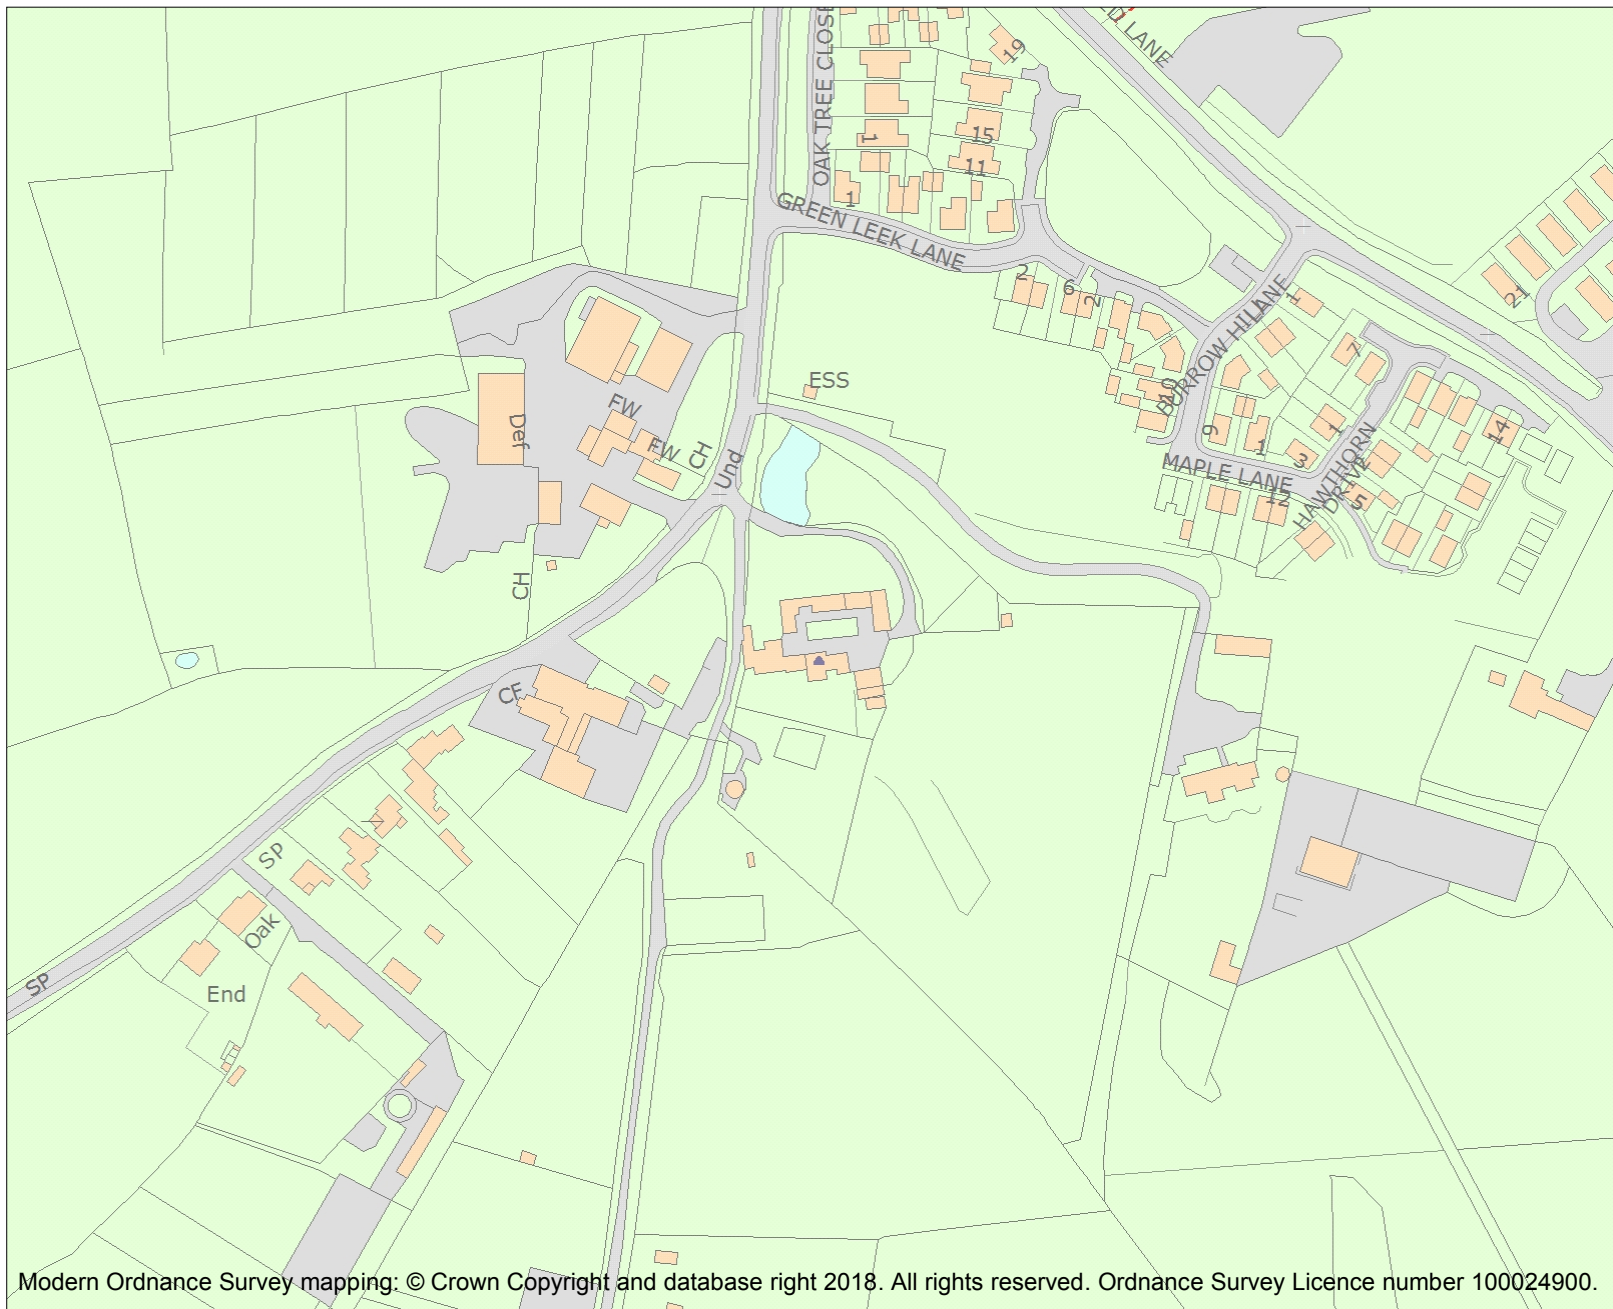 OAK TREE CLOSE
19
LD LANE
1
15
11
1
GREEN LEEK LANE
2
6
2
1
BURROW HILANE
21
7
ESS
10
FW
Def
FW
CH
Und
9
1
3
1
14
MAPLE LANE
12
HAWTHORN
DRIVE
5
CH
CF
SP
Oak
End
SP
Modern Ordnance Survey mapping: © Crown Copyright and database right 2018. All rights reserved. Ordnance Survey Licence number 100024900.